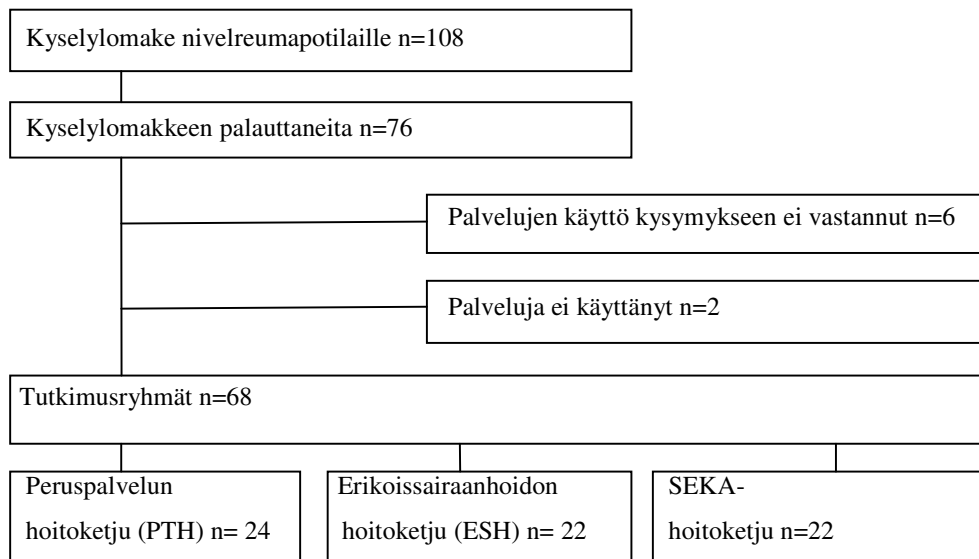 Kyselylomake nivelreumapotilaille n=108
Kyselylomakkeen palauttaneita n=76
Palvelujen käyttö kysymykseen ei vastannut n=6
Palveluja ei käyttänyt n=2
Tutkimusryhmät n=68
Peruspalvelun
hoitoketju (PTH) n= 24
Erikoissairaanhoidon
hoitoketju (ESH) n= 22
SEKA-
hoitoketju n=22